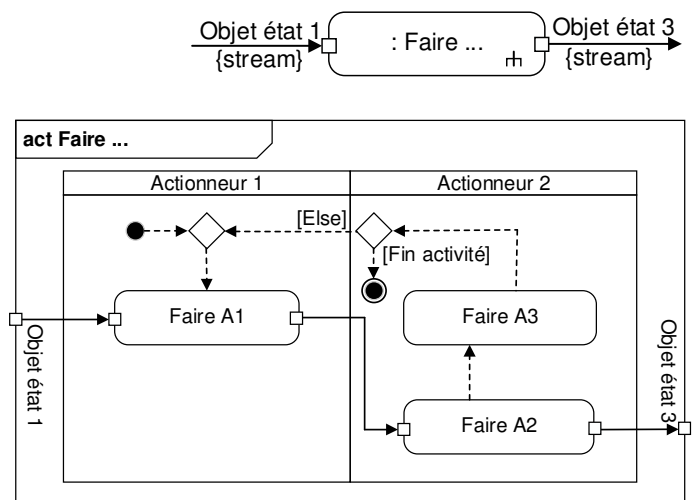 Objet état 1
{stream}
: Faire ...
Objet état 3
{stream}
act Faire ...
Actionneur 1
Actionneur 2
[Else]
[Fin activité]
Faire A1
Faire A3
Objet état 1
Objet état 3
Faire A2